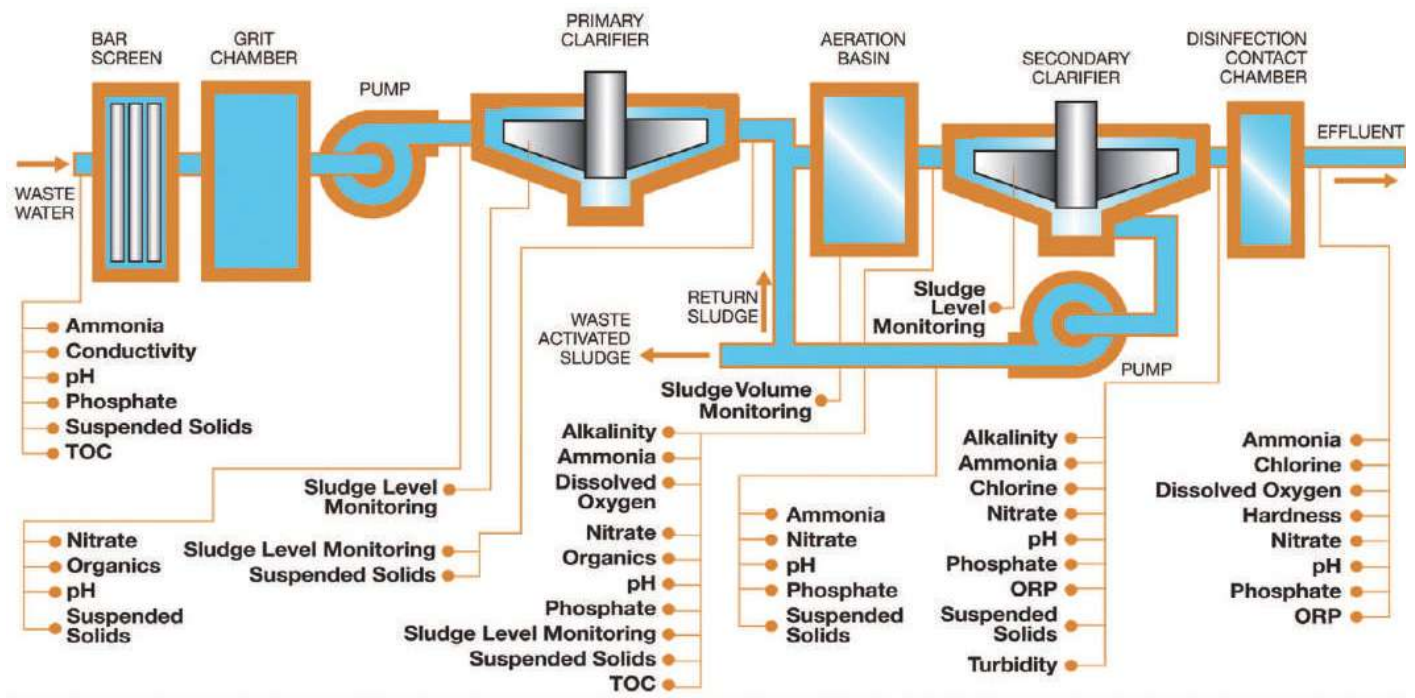 BAR
SCREEN
GRIT
CHAMBER
PUMP
PRIMARY
CLARIFIER
AERATION
BASIN
SECONDARY
CLARIFIER
DISINFECTION
CONTACT
CHAMBER
EFFLUENT
WASTE
WATER
RETURN
SLUDGE
WASTE
ACTIVATED
SLUDGE
Sludge
Level
Monitoring
PUMP
Ammonia
Conductivity
pH
Phosphate
Suspended Solids
TOC
Nitrate
Organics
pH
Suspended
Solids
Sludge Level
Monitoring
Sludge Level Monitoring
Suspended Solids
Sludge Volume
Monitoring
Alkalinity
Ammonia
Dissolved
Oxygen
Nitrate
Organics
pH
Phosphate
Sludge Level Monitoring
Suspended Solids
TOC
Ammonia
Nitrate
pH
Phosphate
Suspended
Solids
Alkalinity
Ammonia
Chlorine
Nitrate
pH
Phosphate
ORP
Suspended
Solids
Turbidity
Ammonia
Chlorine
Dissolved Oxygen
Hardness
Nitrate
pH
Phosphate
ORP